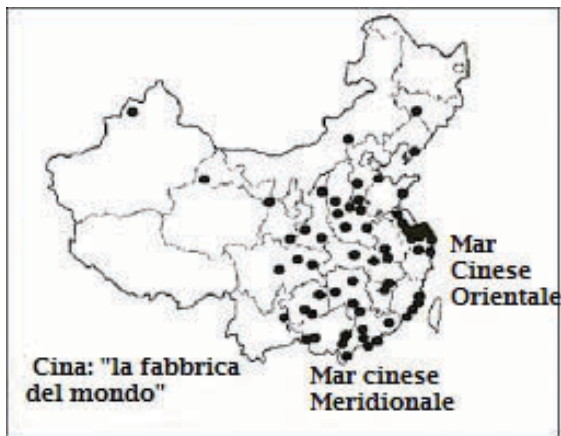 Mar
Cinese
Orientale
Cina: "la fabbrica
del mondo"
Mar cinese
Meridionale